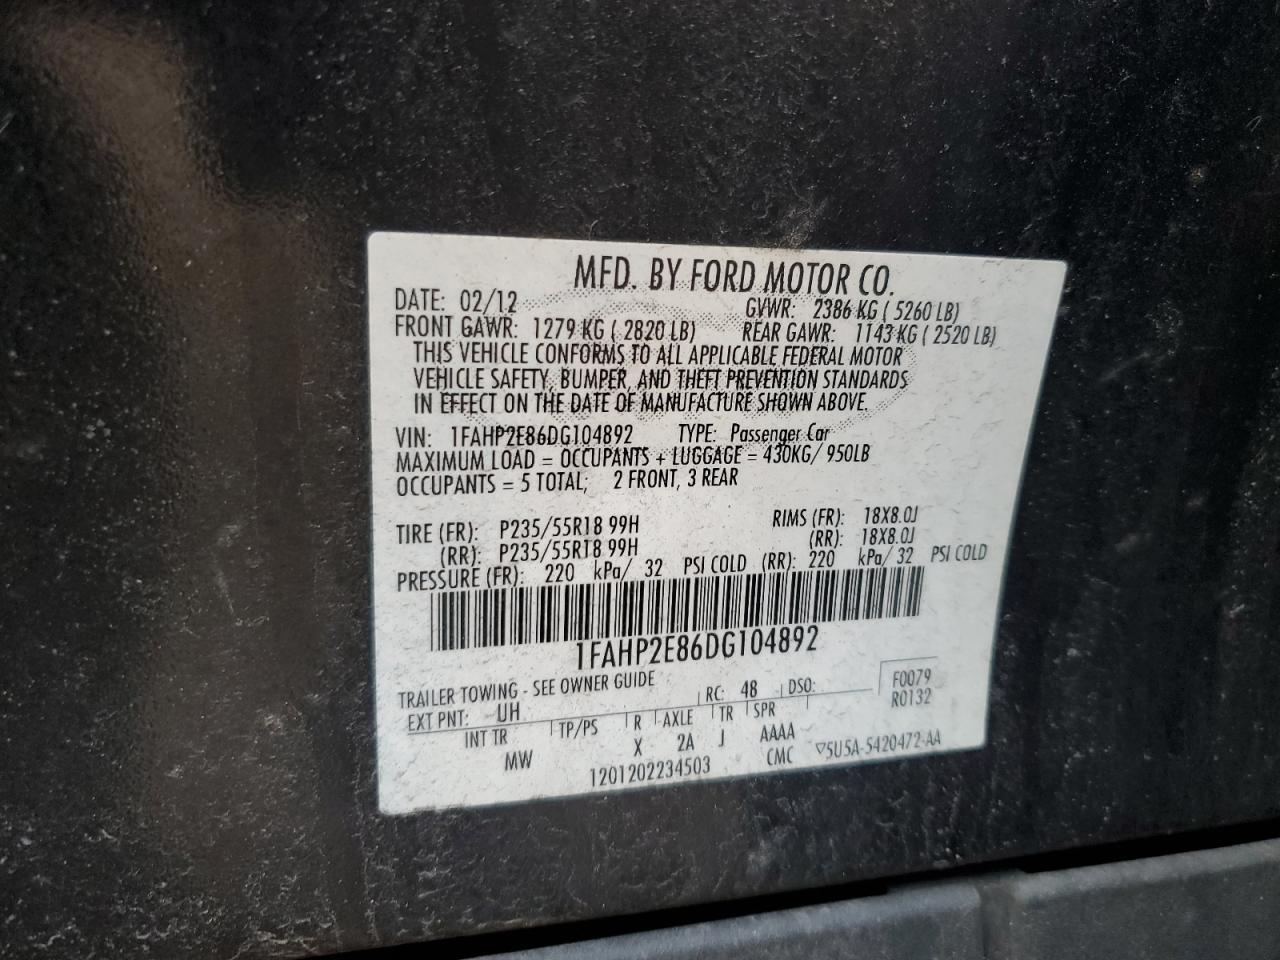 MFD. BY FORD MOTOR CO.
DATE: 02/12 GVWR: 2386 KG ( 5260 LB)
FRONT GAWR: 1279 KG ( 2820 LB) REAR GAWR: 1143 KG ( 2520 LB)
THIS VEHICLE CONFORMS TO ALL APPLICABLE FEDERAL MOTOR
VEHICLE SAFETY, BUMPER, AND THEFT PREVENTION STANDARDS
IN EFFECT ON THE DATE OF MANUFACTURE SHOWN ABOVE.
VIN: 1FAHP2E86DG104892 TYPE: Passenger Car
MAXIMUM LOAD = OCCUPANTS + LUGGAGE = 430KG/ 950LB
OCCUPANTS = 5 TOTAL; 2 FRONT, 3 REAR
TIRE (FR): P235/55R18 99H RIMS (FR): 18X8.0J
(RR): P235/55R18 99H (RR): 18X8.0J
PRESSURE (FR): 220 kPa/ 32 PSI COLD (RR): 220 kPa/ 32 PSI COLD
1FAHP2E86DG104892
TRAILER TOWING - SEE OWNER GUIDE
EXT PNT: UH RC: 48 DSO: F0079
R0132
INT TR TP/PS R AXLE TR SPR
MW X 2A J AAAA
1201202234503 CMC ▽5U5A-5420472-AA